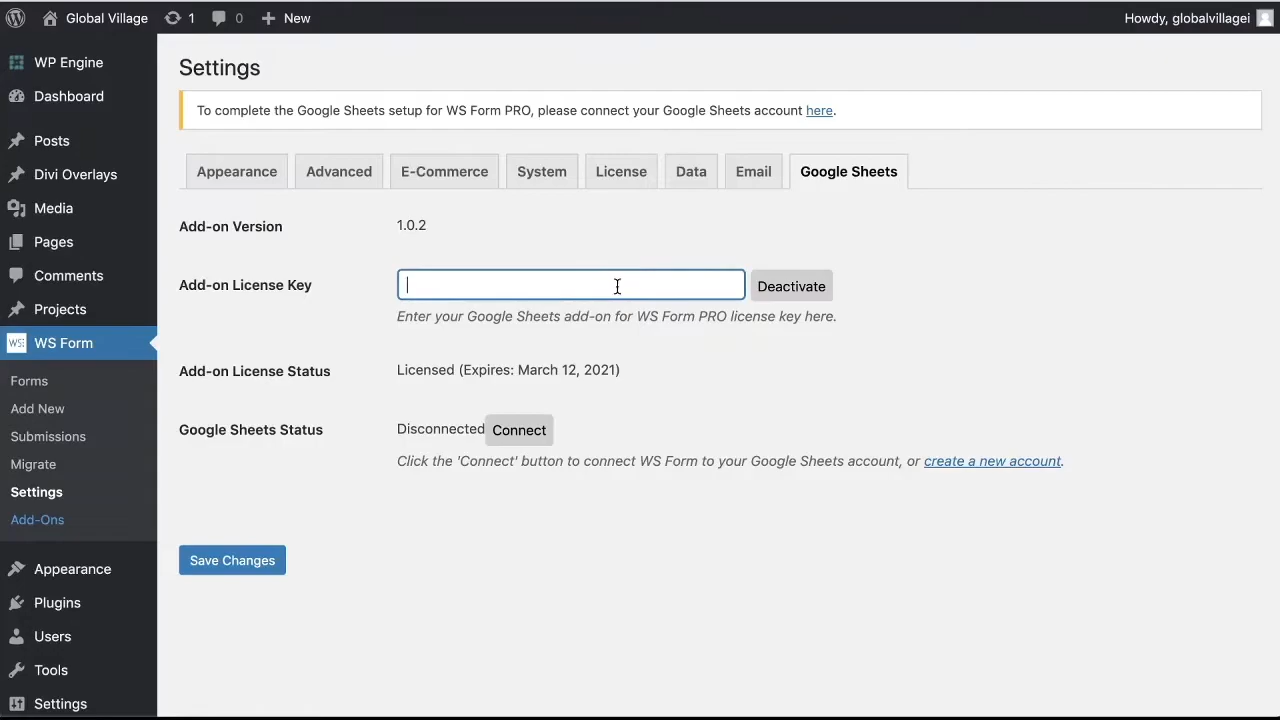 Global Village 1 0 New Howdy, globalvillagei
WP Engine
Dashboard
Posts
Divi Overlays
Media
Pages
Comments
Projects
WS Form
Forms
Add New
Submissions
Migrate
Settings
Add-Ons
Appearance
Plugins
Users
Tools
Settings
Settings
To complete the Google Sheets setup for WS Form PRO, please connect your Google Sheets account here.
Appearance Advanced E-Commerce System License Data Email Google Sheets
Add-on Version 1.0.2
Add-on License Key Deactivate
Enter your Google Sheets add-on for WS Form PRO license key here.
Add-on License Status Licensed (Expires: March 12, 2021)
Google Sheets Status Disconnected Connect
Click the 'Connect' button to connect WS Form to your Google Sheets account, or create a new account.
Save Changes